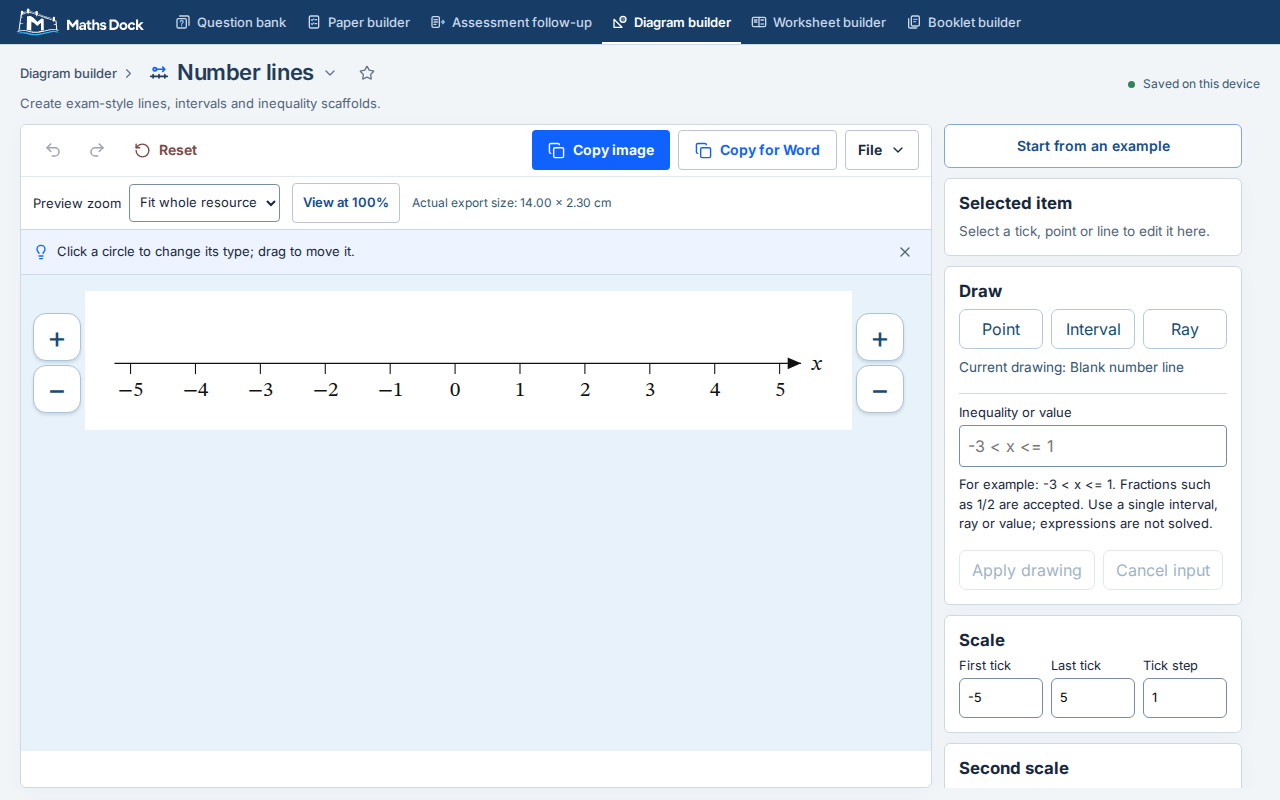 Maths Dock
Question bank
Paper builder
Assessment follow-up
Diagram builder
Worksheet builder
Booklet builder
Diagram builder
Number lines
Create exam-style lines, intervals and inequality scaffolds.
Saved on this device
Reset
Copy image
Copy for Word
File
Preview zoom
Fit whole resource
View at 100%
Actual export size: 14.00 × 2.30 cm
Click a circle to change its type; drag to move it.
+
−
x
−5 −4 −3 −2 −1 0 1 2 3 4 5
+
−
Start from an example
Selected item
Select a tick, point or line to edit it here.
Draw
Point
Interval
Ray
Current drawing: Blank number line
Inequality or value
-3 < x <= 1
For example: -3 < x <= 1. Fractions such
as 1/2 are accepted. Use a single interval,
ray or value; expressions are not solved.
Apply drawing
Cancel input
Scale
First tick Last tick Tick step
-5 5 1
Second scale